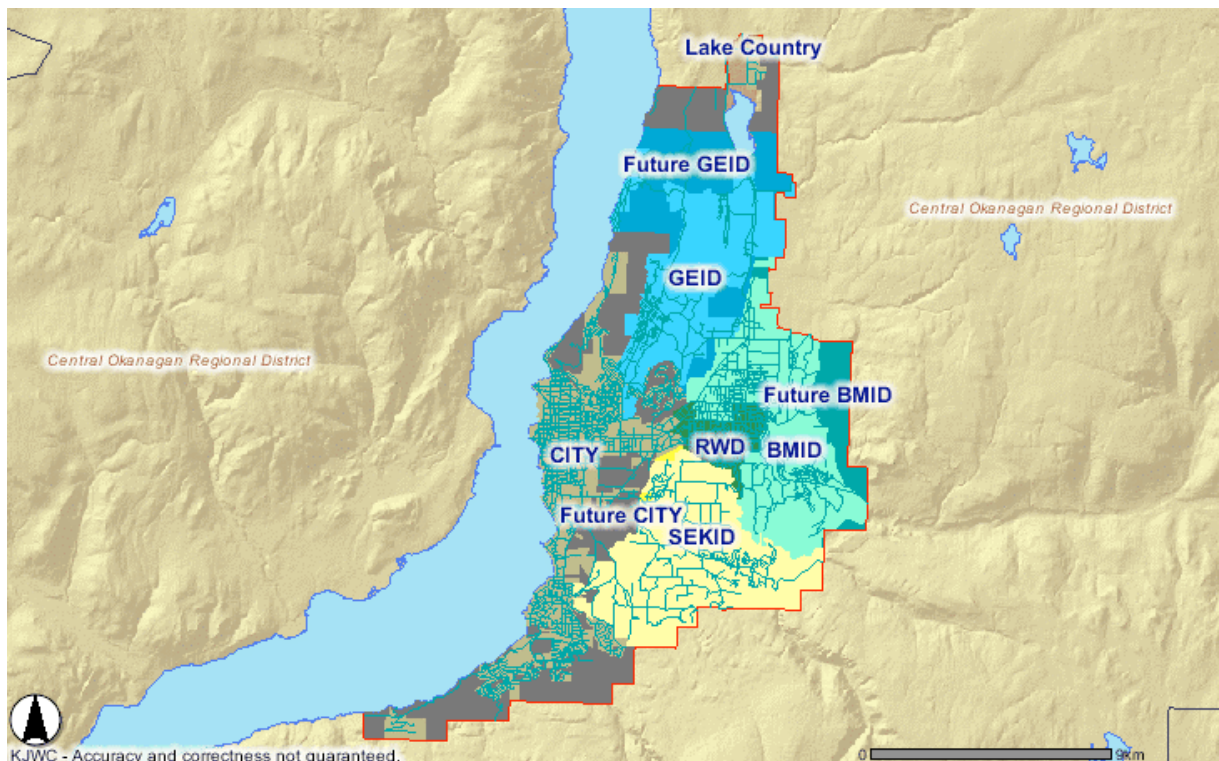 Lake Country
Future GEID
Central Okanagan Regional District
GEID
Central Okanagan Regional District
Future BMID
CITY
RWD
BMID
Future CITY
SEKID
KJWC - Accuracy and correctness not guaranteed.
0
9km